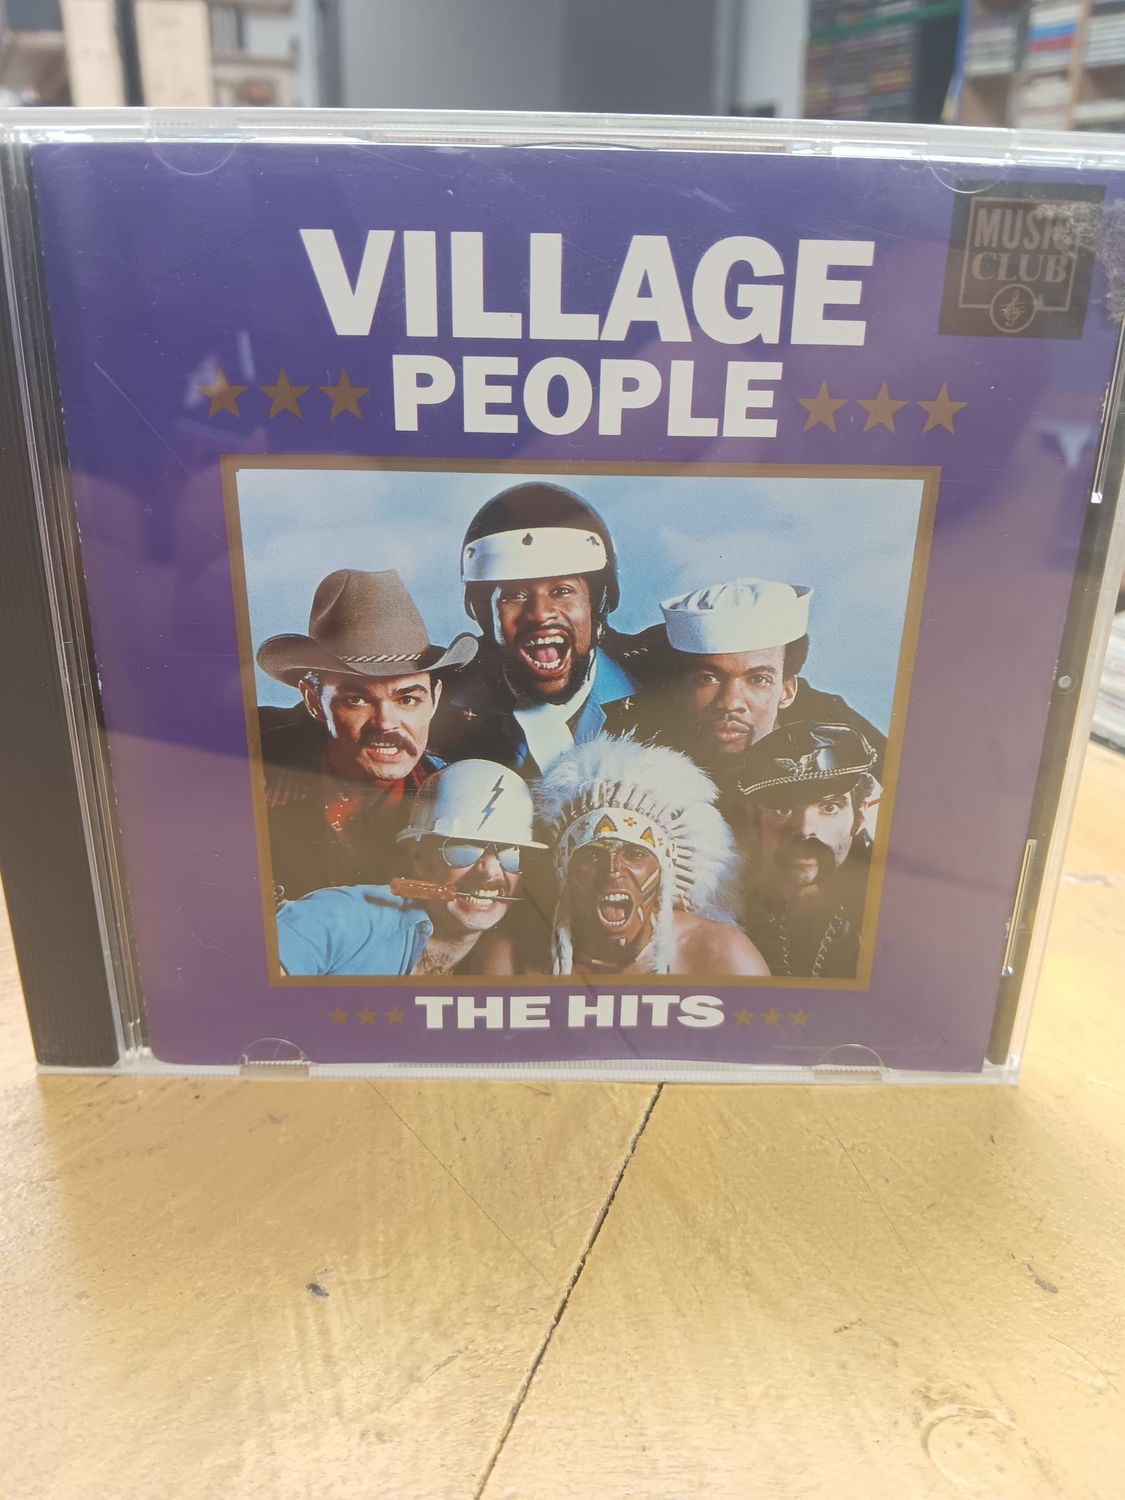 MUSIC
CLUB
VILLAGE
PEOPLE
THE HITS